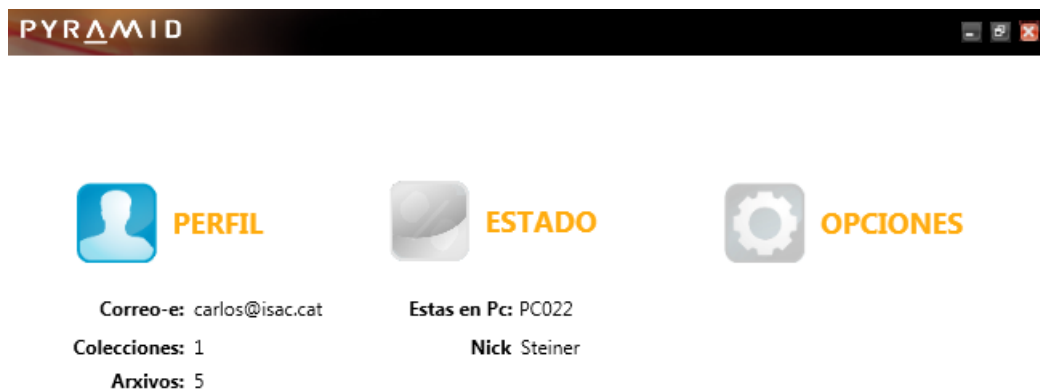 PYRAMID
PERFIL
Correo-e: carlos@isac.cat
Colecciones: 1
Arxivos: 5
ESTADO
Estas en Pc: PC022
Nick Steiner
OPCIONES